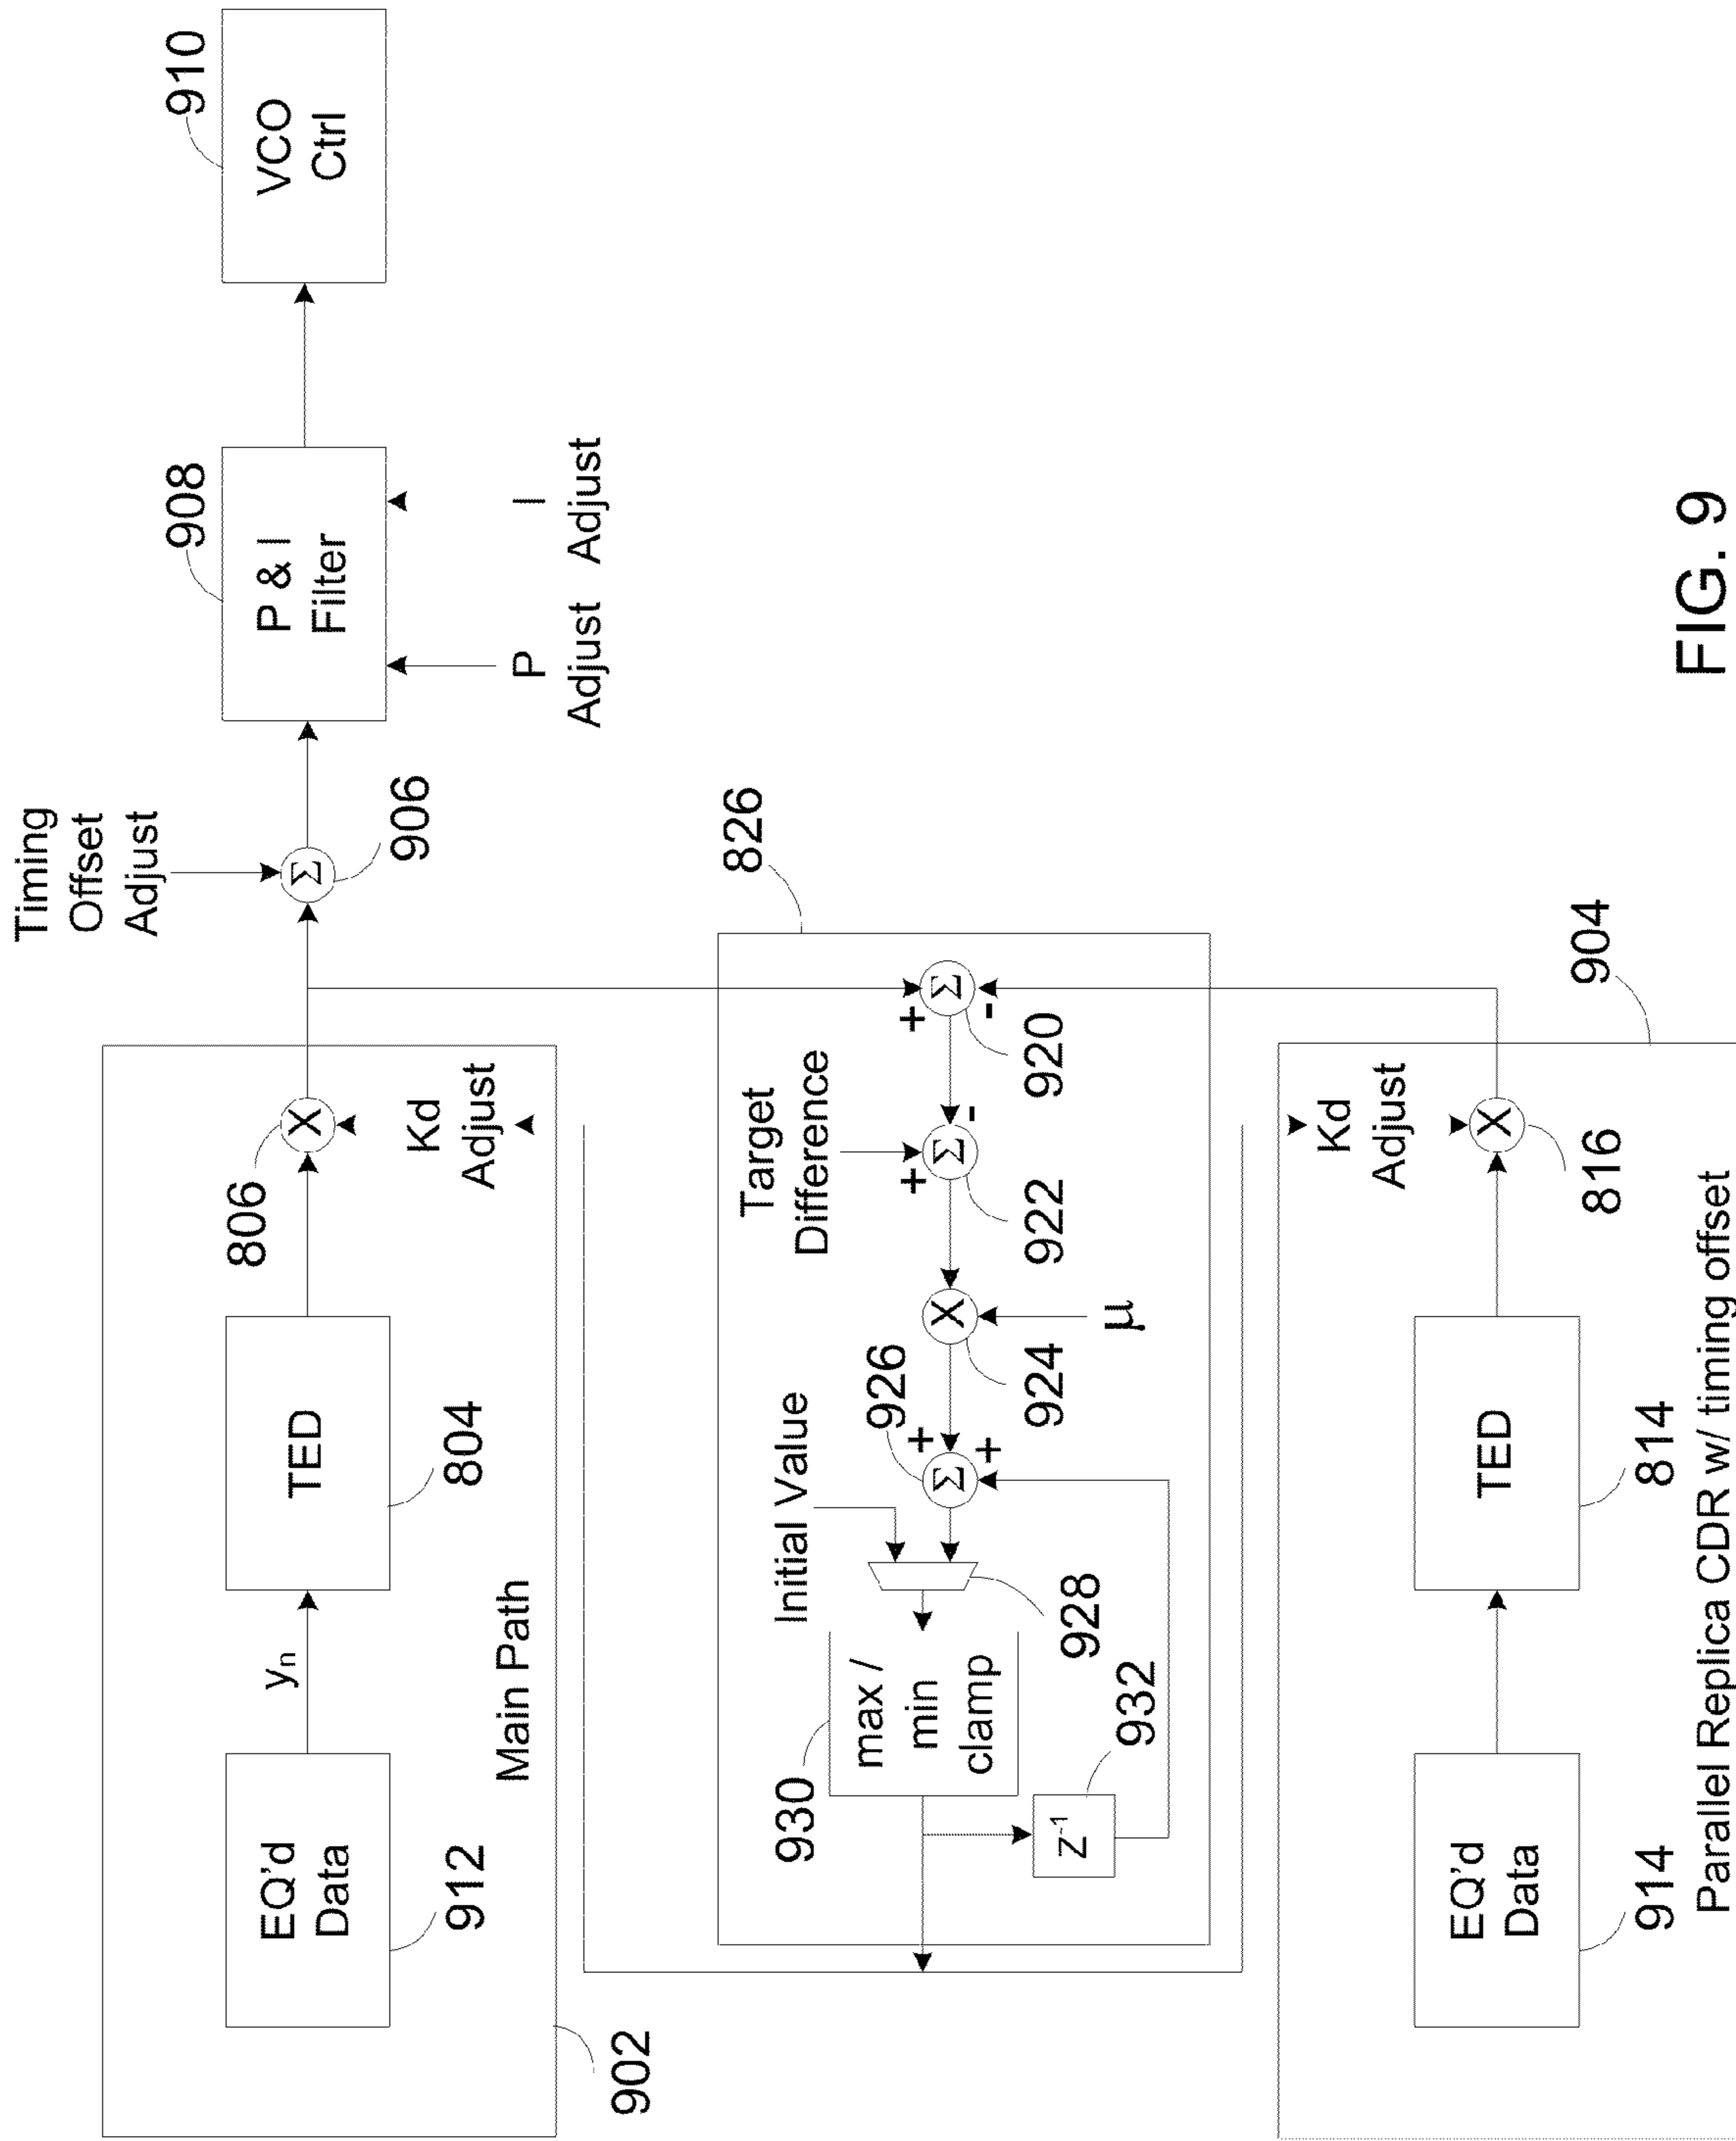 Timing
Offset
Adjust
906
Σ
908
P & I
Filter
P
Adjust
I
Adjust
910
VCO
Ctrl
912
EQ'd
Data
yₙ
TED
804
806
X
Kd
Adjust
Main Path
902
826
Σ
+
-
920
Target
Difference
Σ
+
-
922
X
924
μ
926
Σ
+
+
Initial Value
928
930
max /
min
clamp
932
Z⁻¹
904
Kd
Adjust
X
816
TED
814
EQ'd
Data
914
Parallel Replica CDR w/ timing offset
FIG. 9